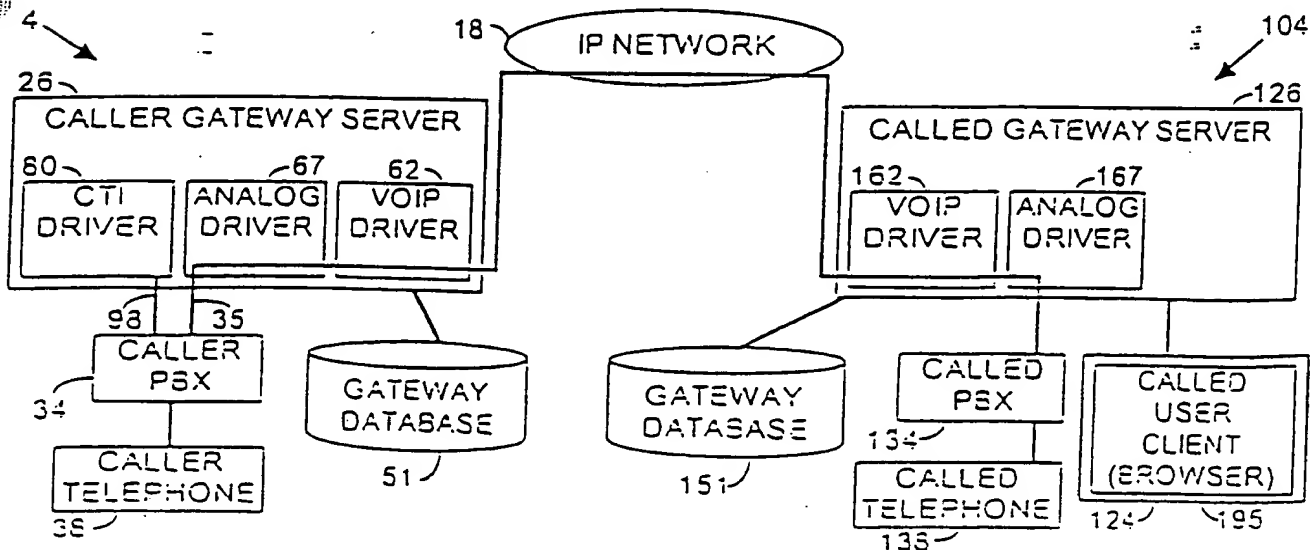 4
18
IP NETWORK
104
26
CALLER GATEWAY SERVER
80
CTI
DRIVER
67
ANALOG
DRIVER
62
VOIP
DRIVER
126
CALLED GATEWAY SERVER
162
VOIP
DRIVER
167
ANALOG
DRIVER
98
35
CALLER
PBX
34
CALLER
TELEPHONE
38
GATEWAY
DATABASE
51
GATEWAY
DATABASE
151
CALLED
PBX
134
CALLED
TELEPHONE
138
CALLED
USER
CLIENT
(BROWSER)
124
195